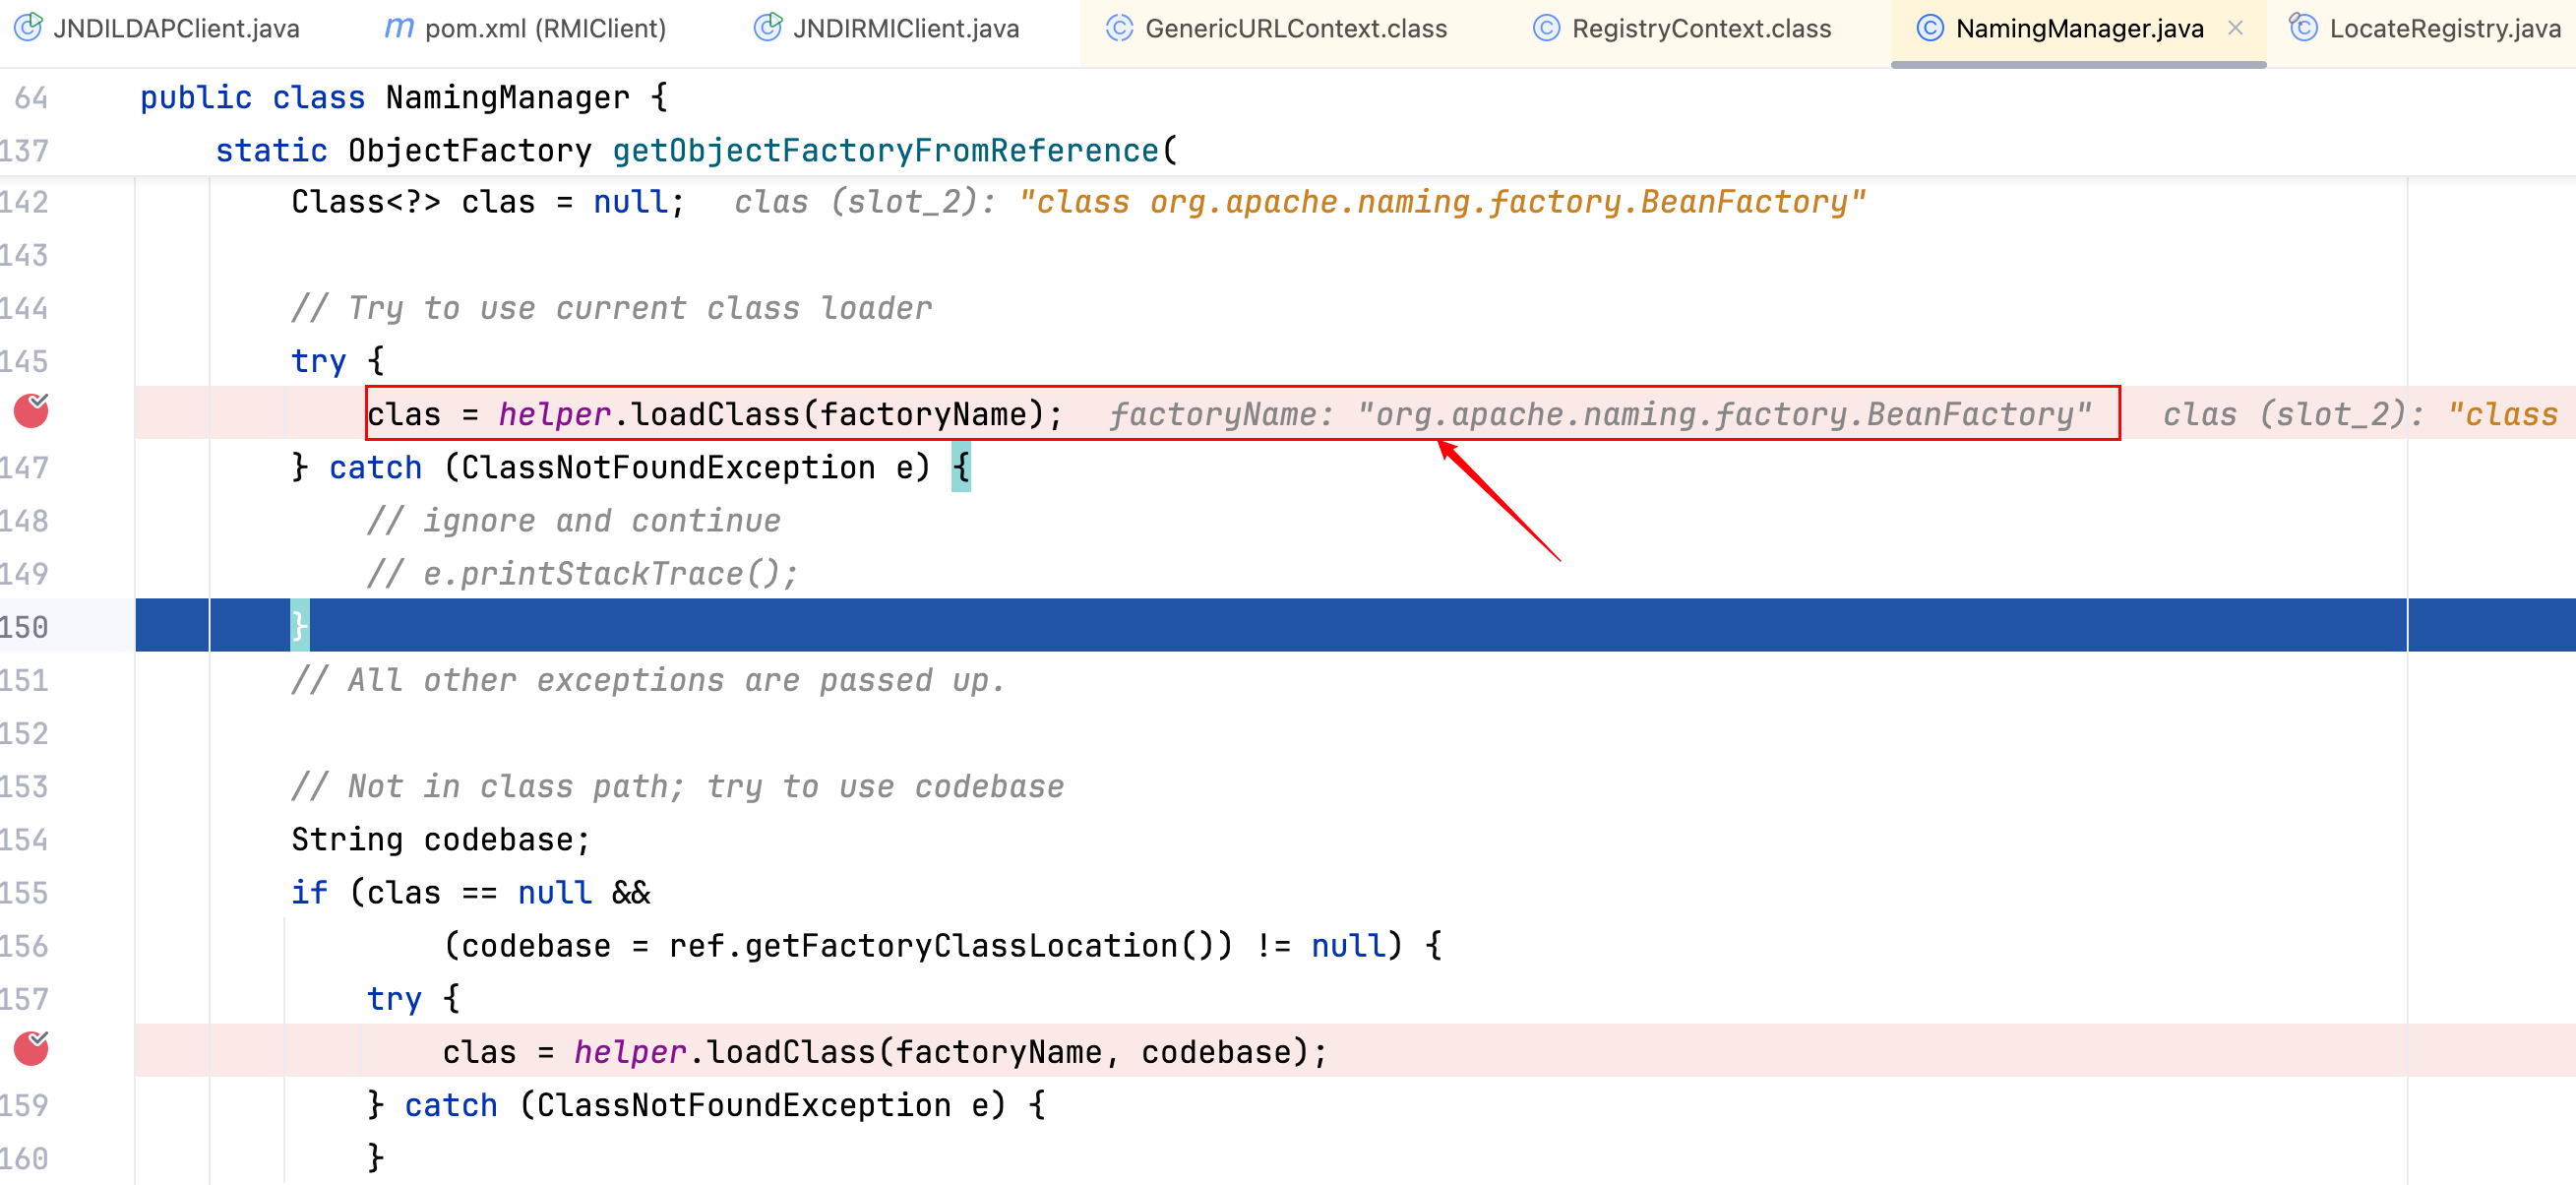 JNDILDAPClient.java m pom.xml (RMIClient) JNDIRMIClient.java GenericURLContext.class RegistryContext.class NamingManager.java LocateRegistry.java
64 public class NamingManager {
137 static ObjectFactory getObjectFactoryFromReference(
142 Class<?> clas = null; clas (slot_2): "class org.apache.naming.factory.BeanFactory"
143
144 // Try to use current class loader
145 try {
clas = helper.loadClass(factoryName); factoryName: "org.apache.naming.factory.BeanFactory" clas (slot_2): "class
147 } catch (ClassNotFoundException e) {
148 // ignore and continue
149 // e.printStackTrace();
150 }
151 // All other exceptions are passed up.
152
153 // Not in class path; try to use codebase
154 String codebase;
155 if (clas == null &&
156 (codebase = ref.getFactoryClassLocation()) != null) {
157 try {
clas = helper.loadClass(factoryName, codebase);
159 } catch (ClassNotFoundException e) {
160 }